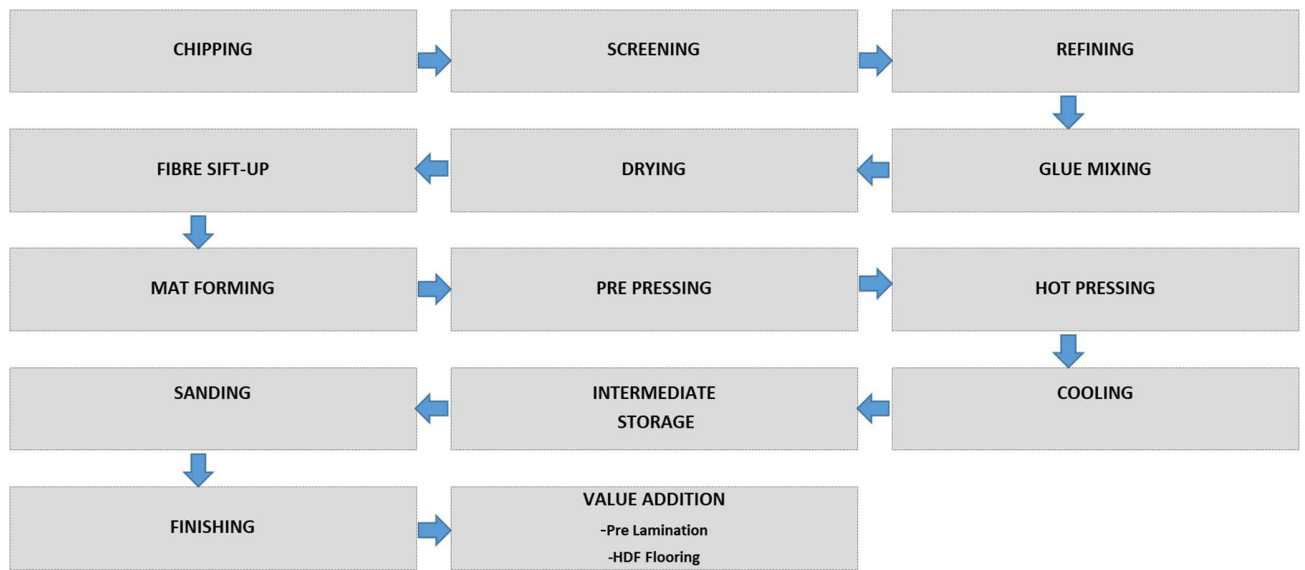 CHIPPING
SCREENING
REFINING
GLUE MIXING
DRYING
FIBRE SIFT-UP
MAT FORMING
PRE PRESSING
HOT PRESSING
COOLING
INTERMEDIATE
STORAGE
SANDING
FINISHING
VALUE ADDITION
-Pre Lamination
-HDF Flooring